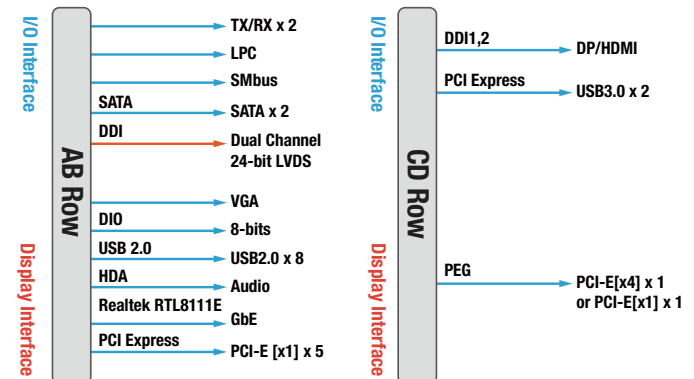 I/O Interface
Display Interface
AB Row
TX/RX x 2
LPC
SMbus
SATA
SATA x 2
DDI
Dual Channel
24-bit LVDS
VGA
DIO
8-bits
USB 2.0
USB2.0 x 8
HDA
Audio
Realtek RTL8111E
GbE
PCI Express
PCI-E [x1] x 5
I/O Interface
Display Interface
CD Row
DDI1,2
DP/HDMI
PCI Express
USB3.0 x 2
PEG
PCI-E[x4] x 1
or PCI-E[x1] x 1